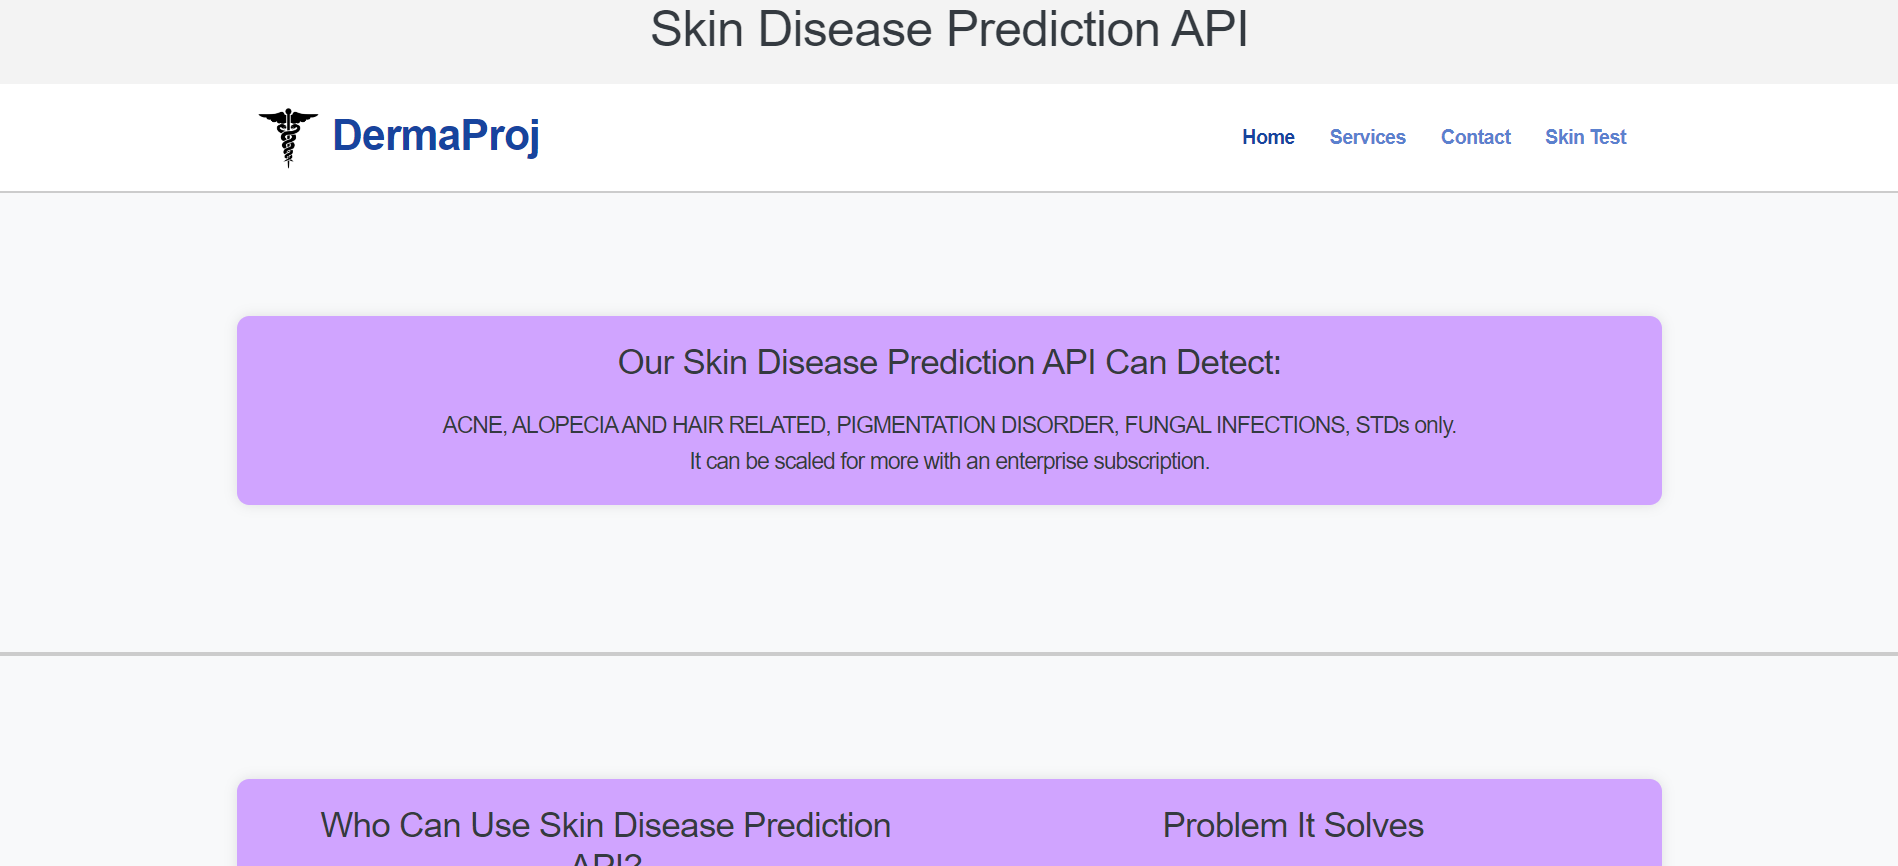 Skin Disease Prediction API
DermaProj
Home Services Contact Skin Test
Our Skin Disease Prediction API Can Detect:
ACNE, ALOPECIA AND HAIR RELATED, PIGMENTATION DISORDER, FUNGAL INFECTIONS, STDs only.
It can be scaled for more with an enterprise subscription.
Who Can Use Skin Disease Prediction
API?
Problem It Solves